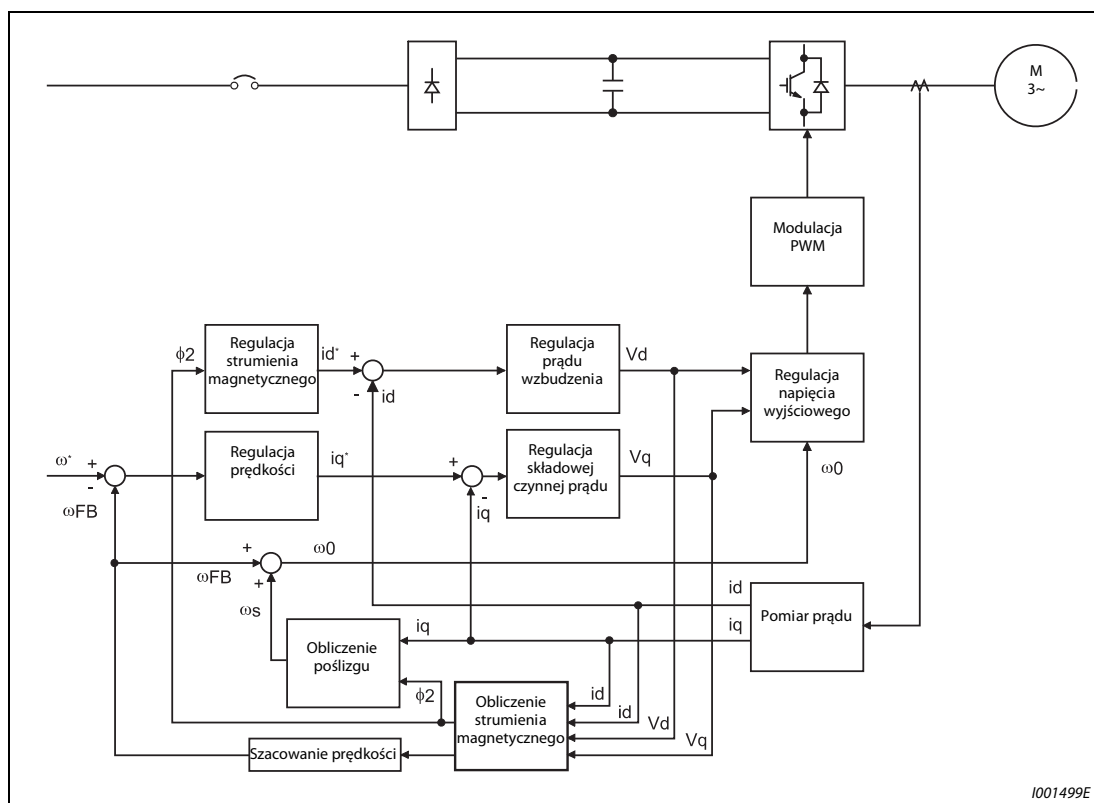 M
3~
Modulacja
PWM
ϕ2
Regulacja
strumienia
magnetycznego
id*
+
-
id
Regulacja
prądu
wzbudzenia
Vd
Regulacja
napięcia
wyjściowego
ω*
+
-
ωFB
Regulacja
prędkości
iq*
+
-
iq
Regulacja
składowej
czynnej prądu
Vq
ω0
ωFB
+
+
ω0
ωs
Obliczenie
poślizgu
iq
ϕ2
id
iq
Pomiar prądu
Obliczenie
strumienia
magnetycznego
id
id
Vd
Vq
Szacowanie prędkości
I001499E